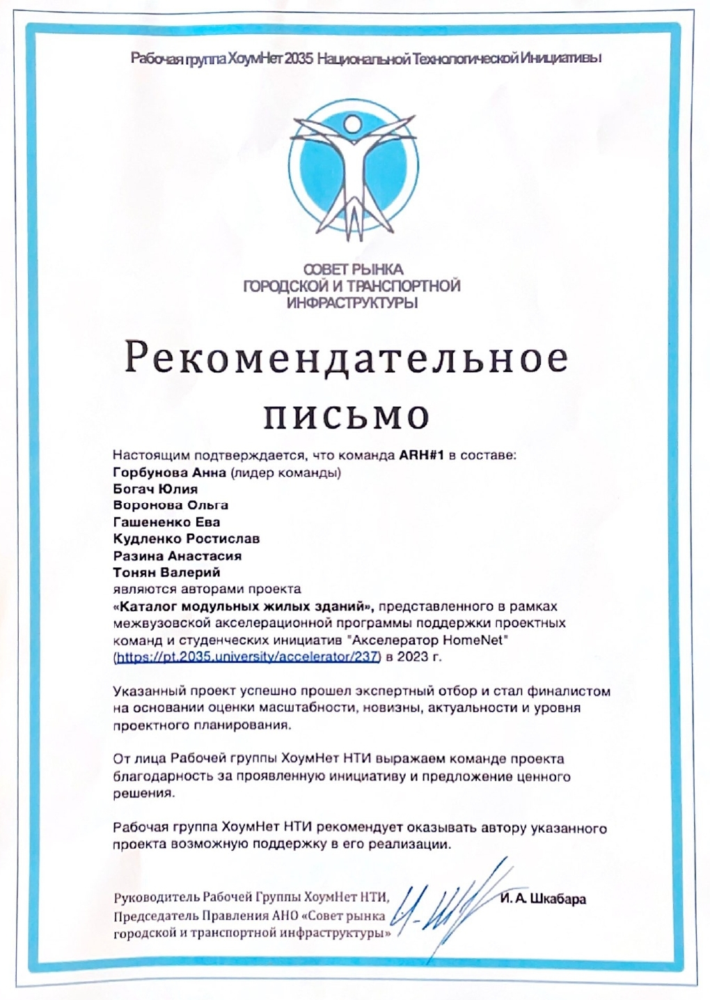 Рабочая группа ХоумНет 2035 Национальной Технологической Инициативы
СОВЕТ РЫНКА
ГОРОДСКОЙ И ТРАНСПОРТНОЙ
ИНФРАСТРУКТУРЫ
Рекомендательное
письмо
Настоящим подтверждается, что команда ARH#1 в составе:
Горбунова Анна (лидер команды)
Богач Юлия
Воронова Ольга
Гашененко Ева
Кудленко Ростислав
Разина Анастасия
Тонян Валерий
являются авторами проекта
«Каталог модульных жилых зданий», представленного в рамках
межвузовской акселерационной программы поддержки проектных
команд и студенческих инициатив "Акселератор HomeNet"
(https://pt.2035.university/accelerator/237) в 2023 г.
Указанный проект успешно прошел экспертный отбор и стал финалистом
на основании оценки масштабности, новизны, актуальности и уровня
проектного планирования.
От лица Рабочей группы ХоумНет НТИ выражаем команде проекта
благодарность за проявленную инициативу и предложение ценного
решения.
Рабочая группа ХоумНет НТИ рекомендует оказывать автору указанного
проекта возможную поддержку в его реализации.
Руководитель Рабочей Группы ХоумНет НТИ,
Председатель Правления АНО «Совет рынка
городской и транспортной инфраструктуры»
И. А. Шкабара